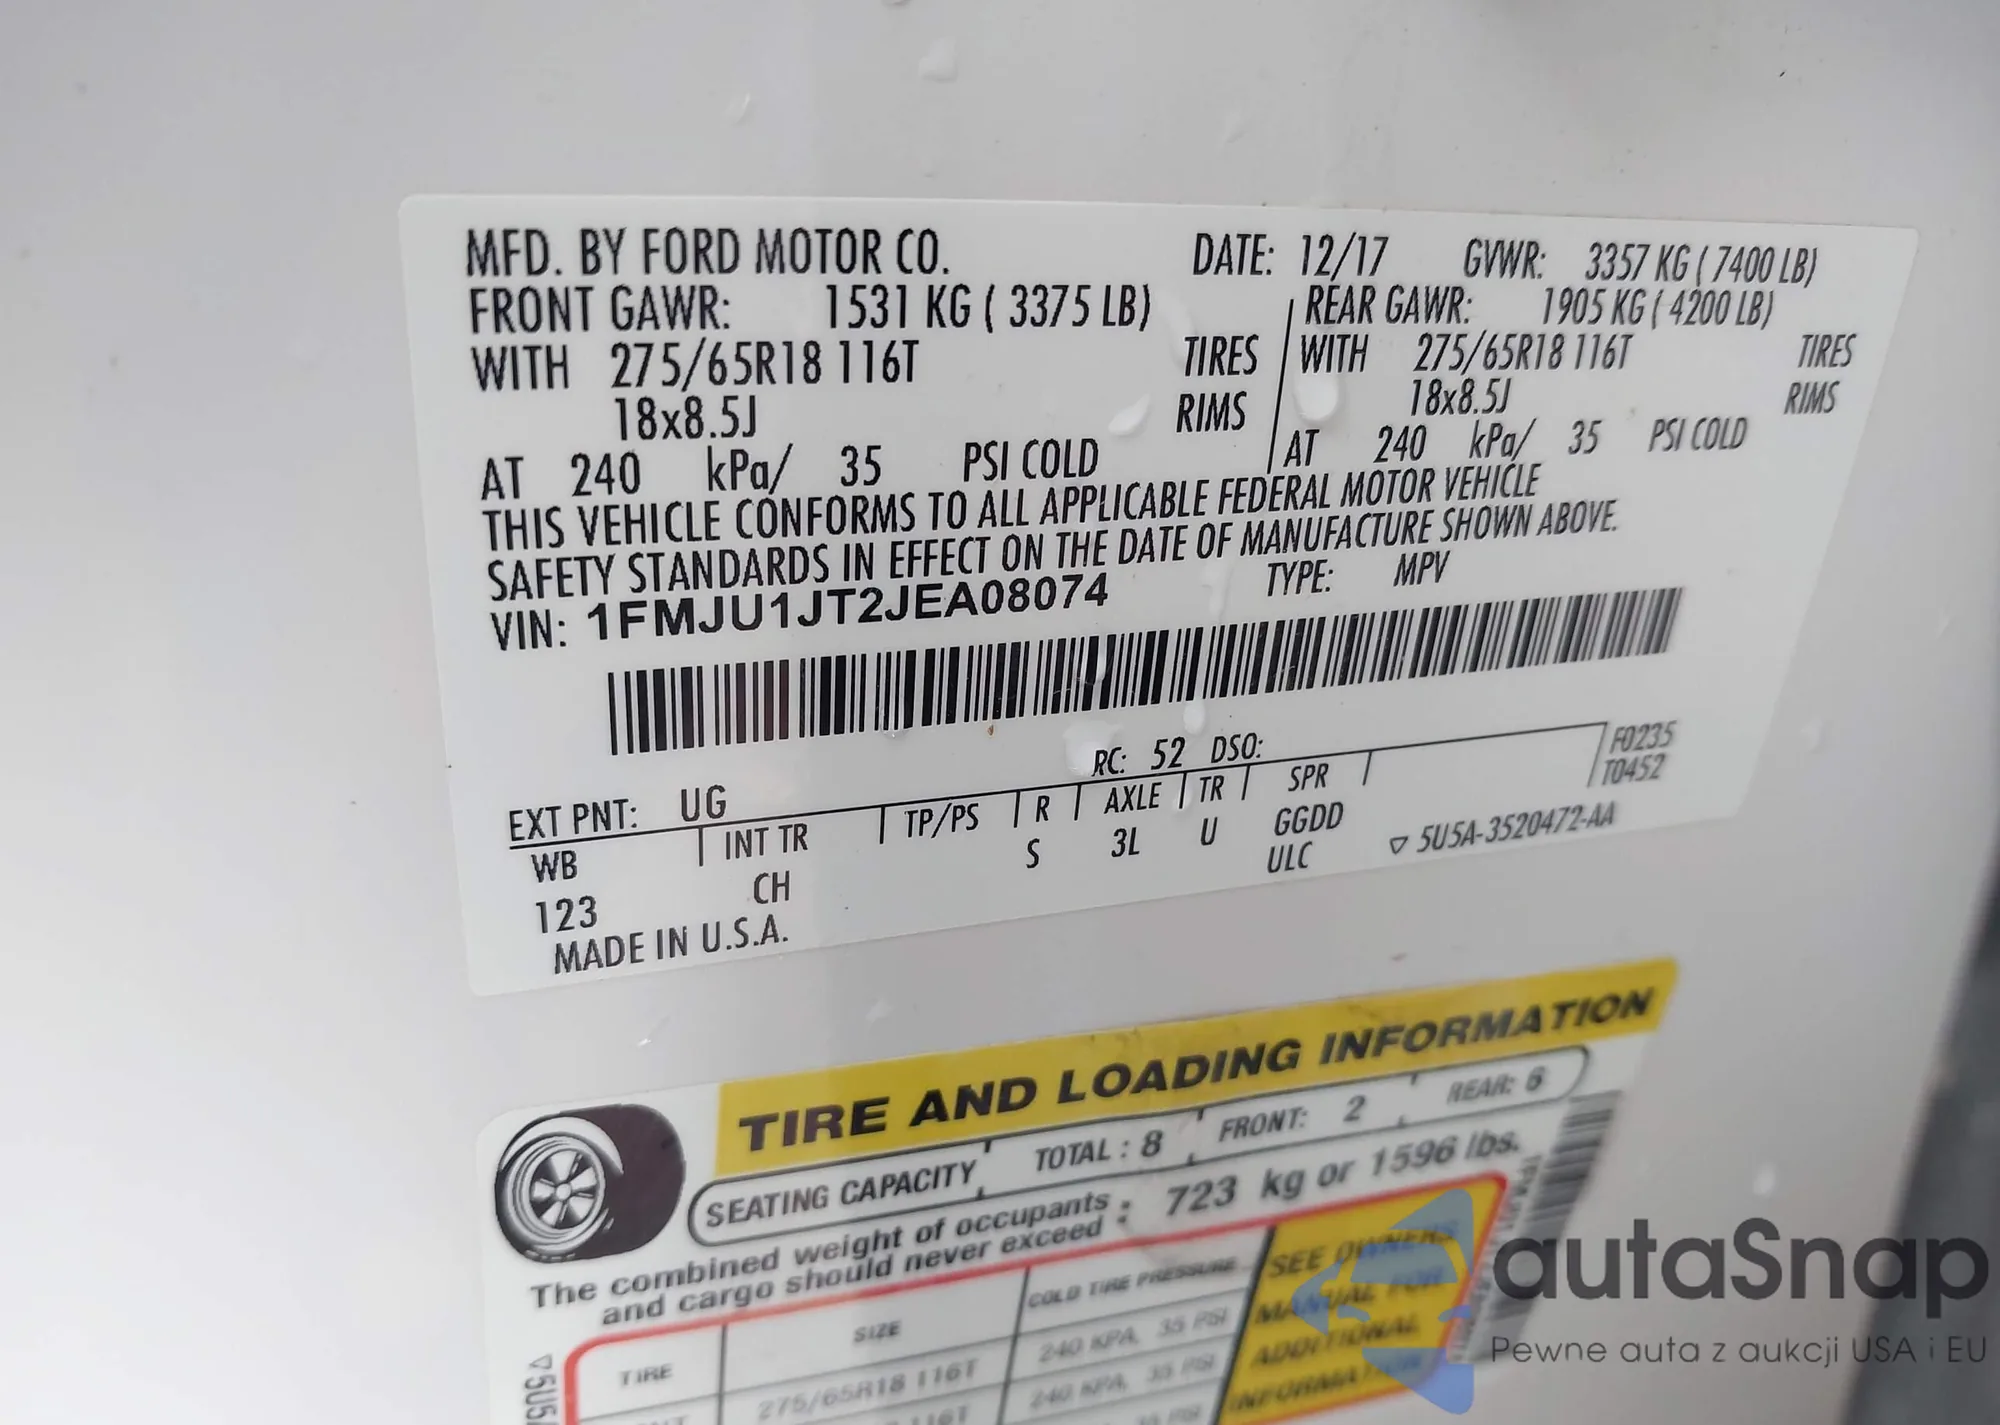 MFD. BY FORD MOTOR CO. DATE: 12/17 GVWR: 3357 KG ( 7400 LB)
FRONT GAWR: 1531 KG ( 3375 LB) REAR GAWR: 1905 KG ( 4200 LB)
WITH 275/65R18 116T TIRES WITH 275/65R18 116T TIRES
18x8.5J RIMS 18x8.5J RIMS
AT 240 kPa/ 35 PSI COLD AT 240 kPa/ 35 PSI COLD
THIS VEHICLE CONFORMS TO ALL APPLICABLE FEDERAL MOTOR VEHICLE
SAFETY STANDARDS IN EFFECT ON THE DATE OF MANUFACTURE SHOWN ABOVE.
VIN: 1FMJU1JT2JEA08074 TYPE: MPV
EXT PNT: UG RC: 52 DSO: F0235
T0452
WB INT TR TP/PS R AXLE TR SPR
123 CH S 3L U GGDD
ULC
▽ 5U5A-3520472-AA
MADE IN U.S.A.
TIRE AND LOADING INFORMATION
SEATING CAPACITY TOTAL : 8 FRONT: 2 REAR: 6
The combined weight of occupants
and cargo should never exceed : 723 kg or 1596 lbs.
TIRE SIZE COLD TIRE PRESSURE
275/65R18 116T 240 KPA, 35 PSI
116T 240 KPA, 35 PSI
35 PSI
SEE OWNERS
MANUAL FOR
ADDITIONAL
INFORMATION
▽5U5
autaSnap
Pewne auta z aukcji USA i EU